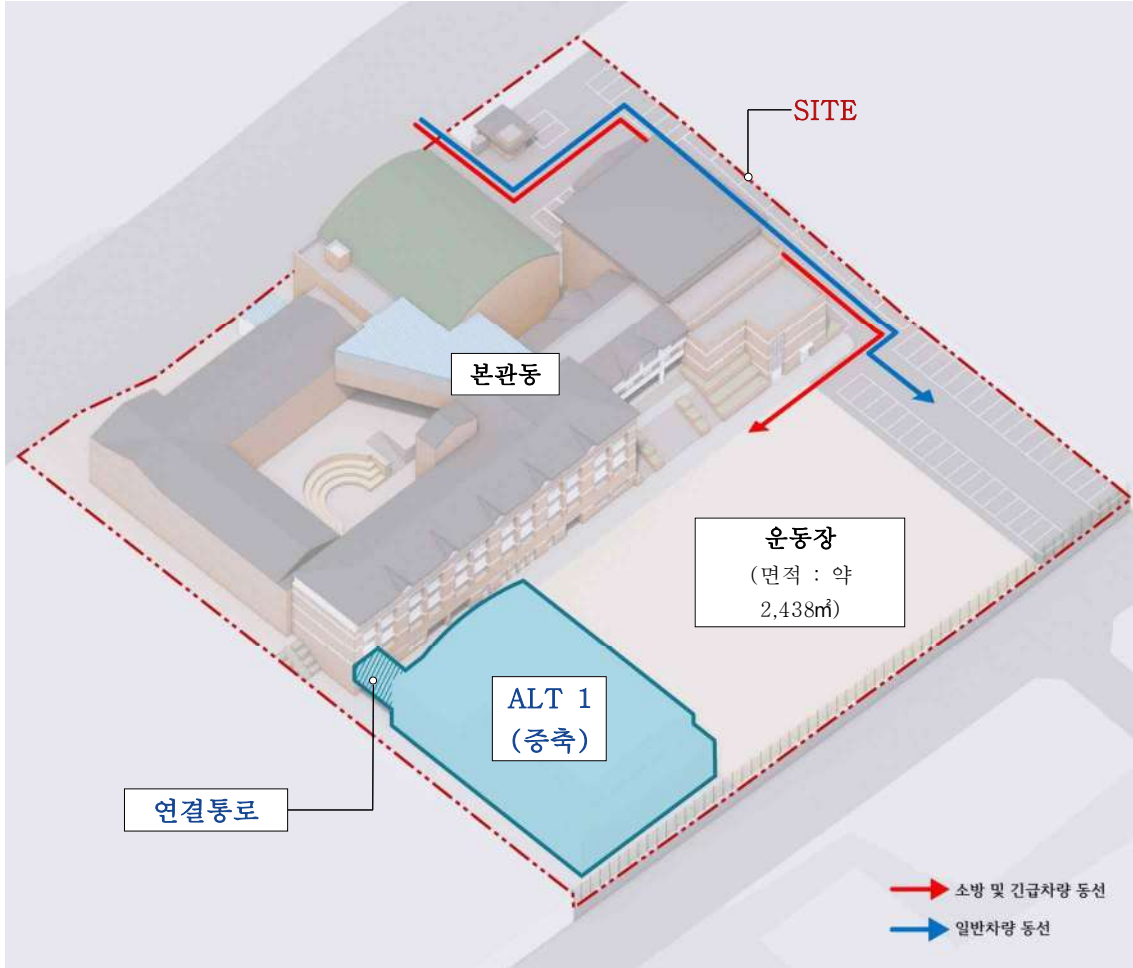 SITE
본관동
운동장
(면적 : 약
2,438㎡)
ALT 1
(증축)
연결통로
소방 및 긴급차량 동선
일반차량 동선